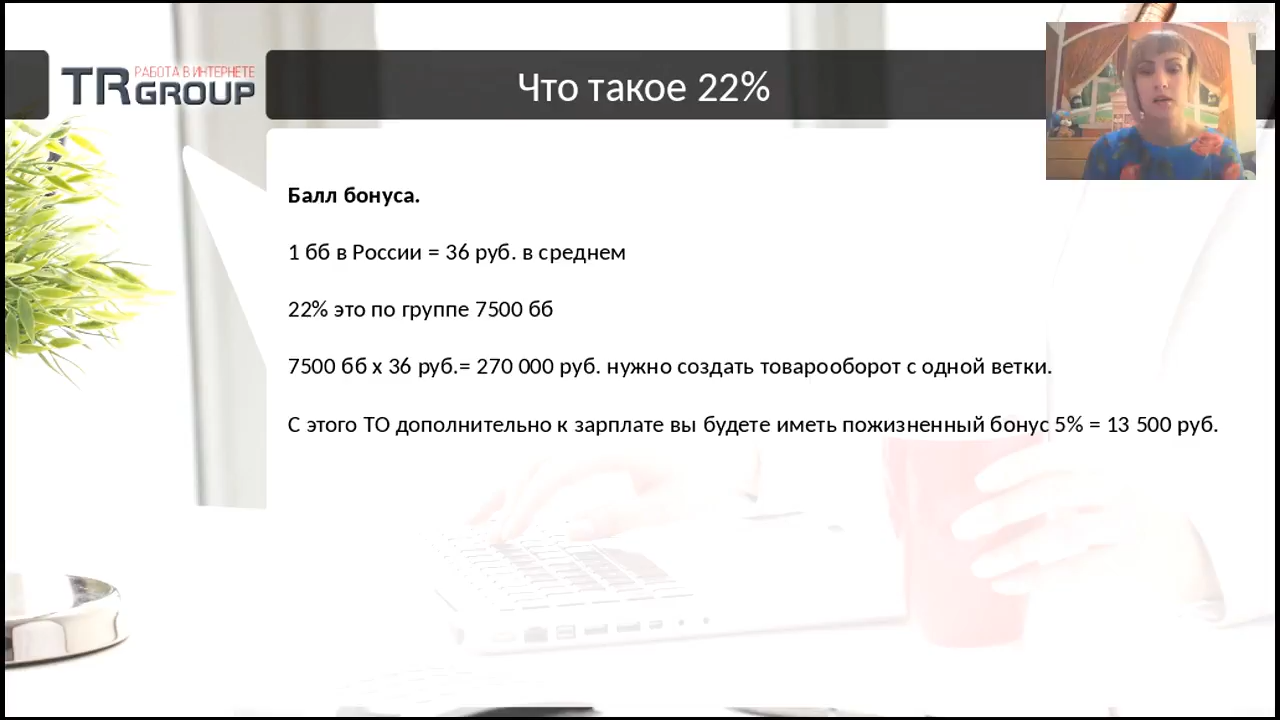 РАБОТА В ИНТЕРНЕТЕ
TR GROUP
Что такое 22%
Балл бонуса.
1 бб в России = 36 руб. в среднем
22% это по группе 7500 бб
7500 бб х 36 руб.= 270 000 руб. нужно создать товарооборот с одной ветки.
С этого ТО дополнительно к зарплате вы будете иметь пожизненный бонус 5% = 13 500 руб.